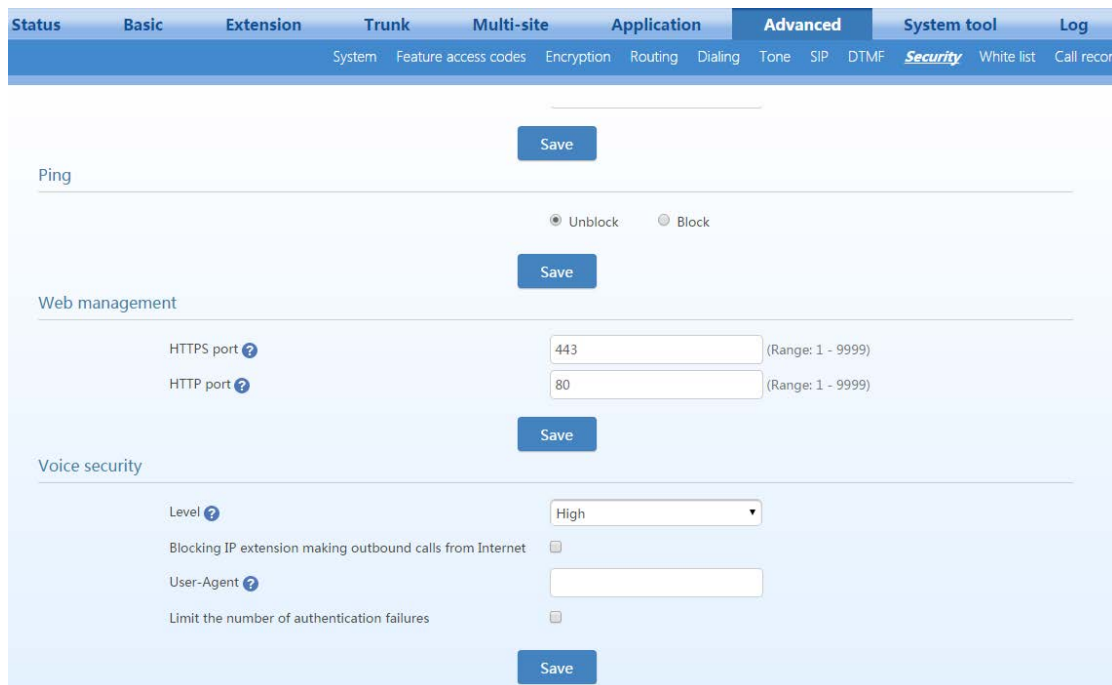 Status Basic Extension Trunk Multi-site Application Advanced System tool Log
System Feature access codes Encryption Routing Dialing Tone SIP DTMF Security White list Call recor
Save
Ping
Unblock Block
Save
Web management
HTTPS port ? 443 (Range: 1 - 9999)
HTTP port ? 80 (Range: 1 - 9999)
Save
Voice security
Level ? High
Blocking IP extension making outbound calls from Internet
User-Agent ?
Limit the number of authentication failures
Save